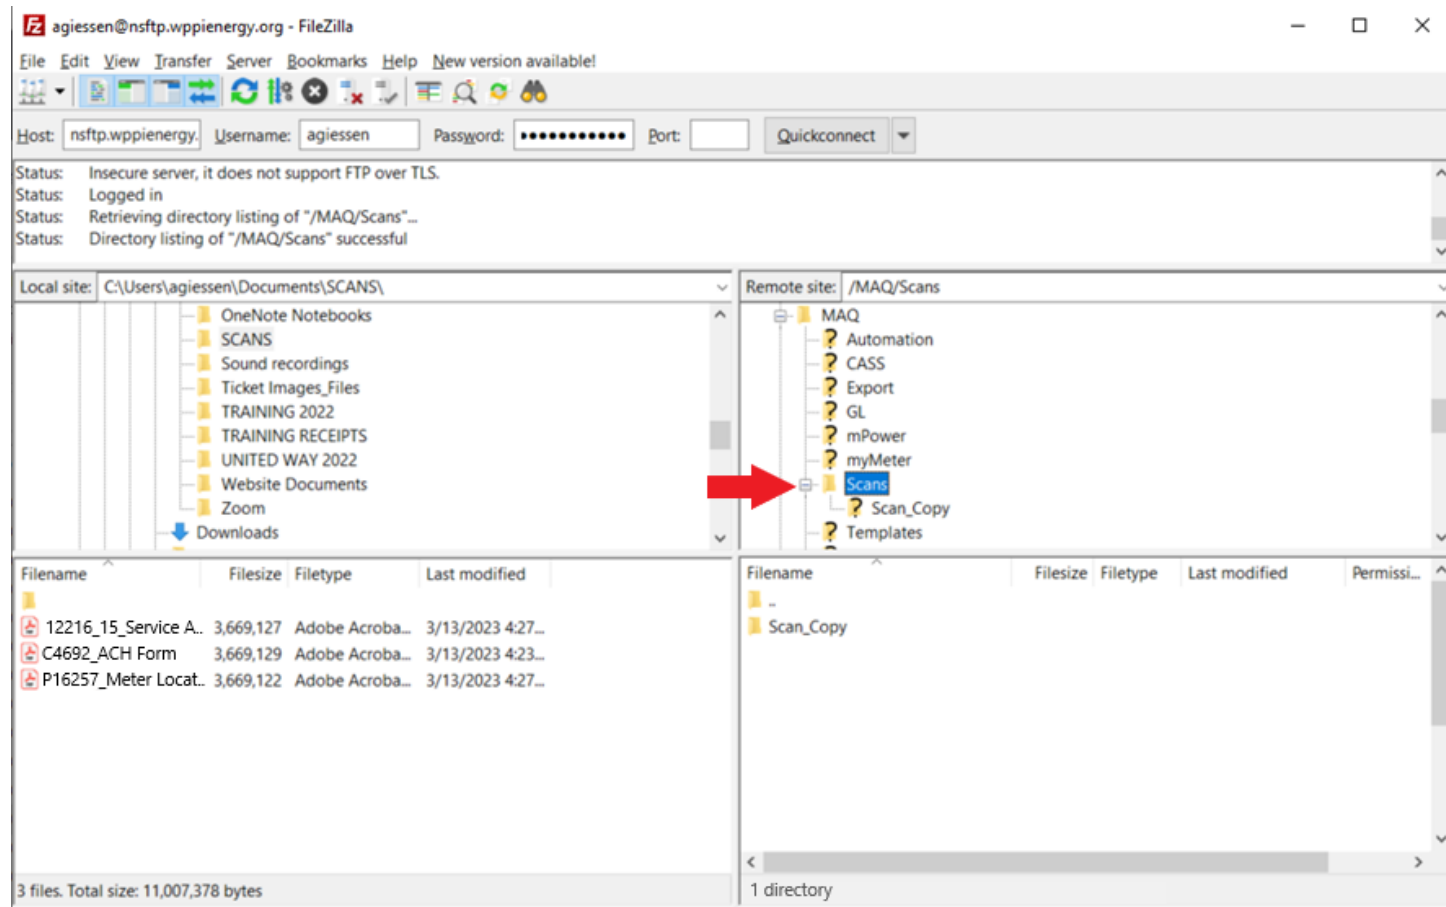 agiessen@nsftp.wppienergy.org - FileZilla
File Edit View Transfer Server Bookmarks Help New version available!
Host: nsftp.wppienergy. Username: agiessen Password: ●●●●●●●●●●● Port: Quickconnect
Status: Insecure server, it does not support FTP over TLS.
Status: Logged in
Status: Retrieving directory listing of "/MAQ/Scans"...
Status: Directory listing of "/MAQ/Scans" successful
Local site: C:\Users\agiessen\Documents\SCANS\
OneNote Notebooks
SCANS
Sound recordings
Ticket Images_Files
TRAINING 2022
TRAINING RECEIPTS
UNITED WAY 2022
Website Documents
Zoom
Downloads
Filename Filesize Filetype Last modified
12216_15_Service A.. 3,669,127 Adobe Acroba... 3/13/2023 4:27...
C4692_ACH Form 3,669,129 Adobe Acroba... 3/13/2023 4:23...
P16257_Meter Locat.. 3,669,122 Adobe Acroba... 3/13/2023 4:27...
3 files. Total size: 11,007,378 bytes
Remote site: /MAQ/Scans
MAQ
? Automation
? CASS
? Export
? GL
? mPower
? myMeter
Scans
? Scan_Copy
? Templates
Filename Filesize Filetype Last modified Permissi...
..
Scan_Copy
1 directory